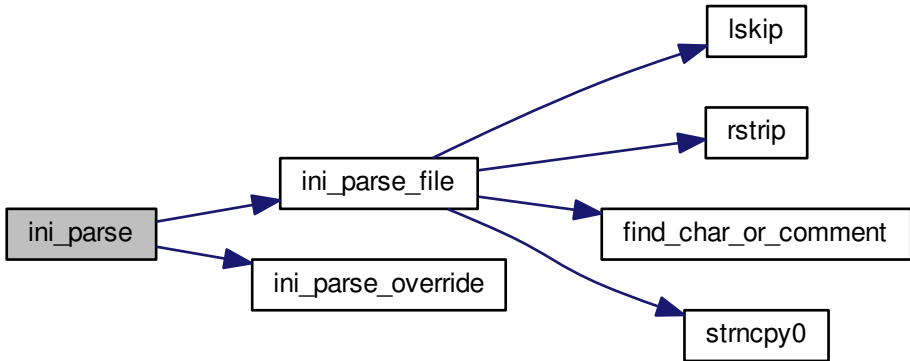 lskip
rstrip
ini_parse_file
ini_parse
find_char_or_comment
ini_parse_override
strncpy0